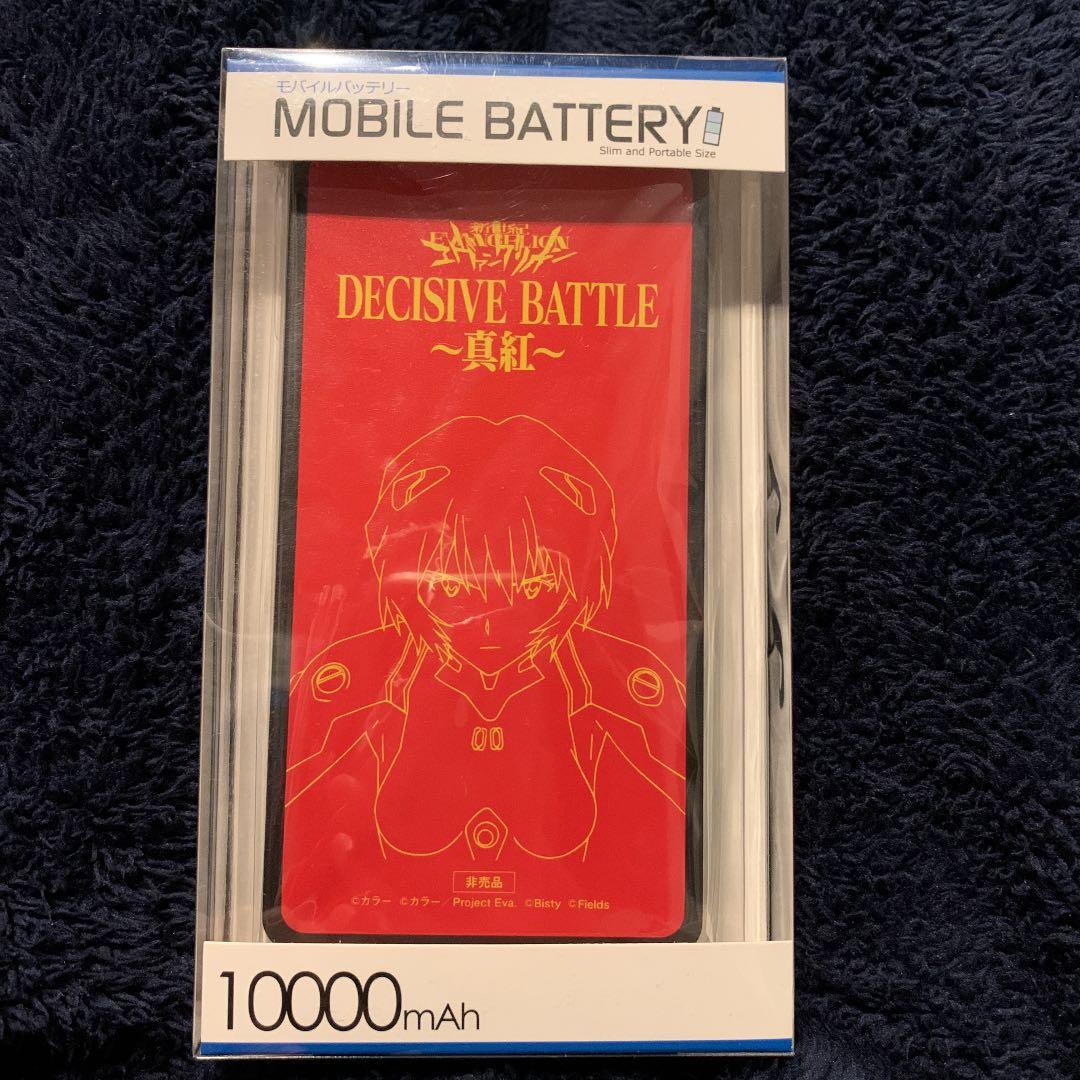 モバイルバッテリー
MOBiLE BATTERY
Slim and Portable Size
新世紀
EVANGELION
エヴァンゲリオン
DECISIVE BATTLE
～真紅～
00
非売品
©カラー ©カラー／Project Eva. ©Bisty ©Fields
10000mAh